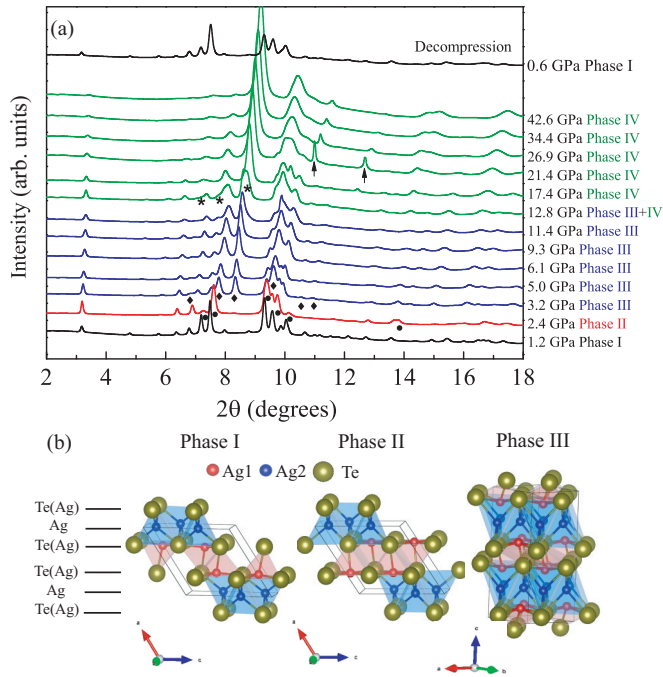 (a)
Decompression
0.6 GPa Phase I
42.6 GPa Phase IV
34.4 GPa Phase IV
26.9 GPa Phase IV
21.4 GPa Phase IV
17.4 GPa Phase IV
12.8 GPa Phase III+IV
11.4 GPa Phase III
9.3 GPa Phase III
6.1 GPa Phase III
5.0 GPa Phase III
3.2 GPa Phase III
2.4 GPa Phase II
1.2 GPa Phase I
Intensity (arb. units)
2 4 6 8 10 12 14 16 18
2θ (degrees)
(b)
Phase I Phase II Phase III
Ag1 Ag2 Te
Te(Ag)
Ag
Te(Ag)
Te(Ag)
Ag
Te(Ag)
a c
a c
c a b